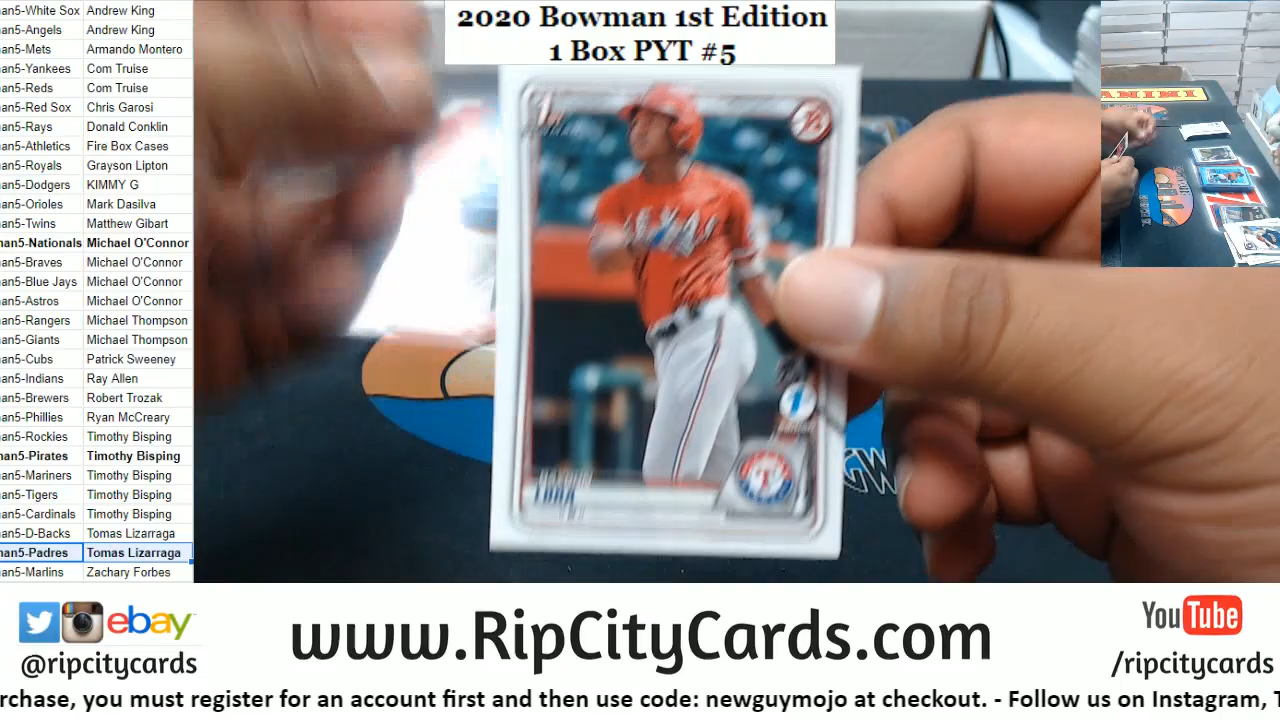 2020 Bowman 1st Edition
1 Box PYT #5
an5-White Sox Andrew King
an5-Angels Andrew King
an5-Mets Armando Montero
an5-Yankees Com Truise
an5-Reds Com Truise
an5-Red Sox Chris Garosi
an5-Rays Donald Conklin
an5-Athletics Fire Box Cases
an5-Royals Grayson Lipton
an5-Dodgers KIMMY G
an5-Orioles Mark Dasilva
an5-Twins Matthew Gibart
nan5-Nationals Michael O'Connor
an5-Braves Michael O'Connor
an5-Blue Jays Michael O'Connor
an5-Astros Michael O'Connor
an5-Rangers Michael Thompson
an5-Giants Michael Thompson
an5-Cubs Patrick Sweeney
an5-Indians Ray Allen
an5-Brewers Robert Trozak
an5-Phillies Ryan McCreary
an5-Rockies Timothy Bisping
an5-Pirates Timothy Bisping
an5-Mariners Timothy Bisping
an5-Tigers Timothy Bisping
an5-Cardinals Timothy Bisping
an5-D-Backs Tomas Lizarraga
nan5-Padres Tomas Lizarraga
an5-Marlins Zachary Forbes
ANINI
TEXAS
B
1
T
ebay
@ripcitycards
www.RipCityCards.com
YouTube
/ripcitycards
urchase, you must register for an account first and then use code: newguymojo at checkout. - Follow us on Instagram, T